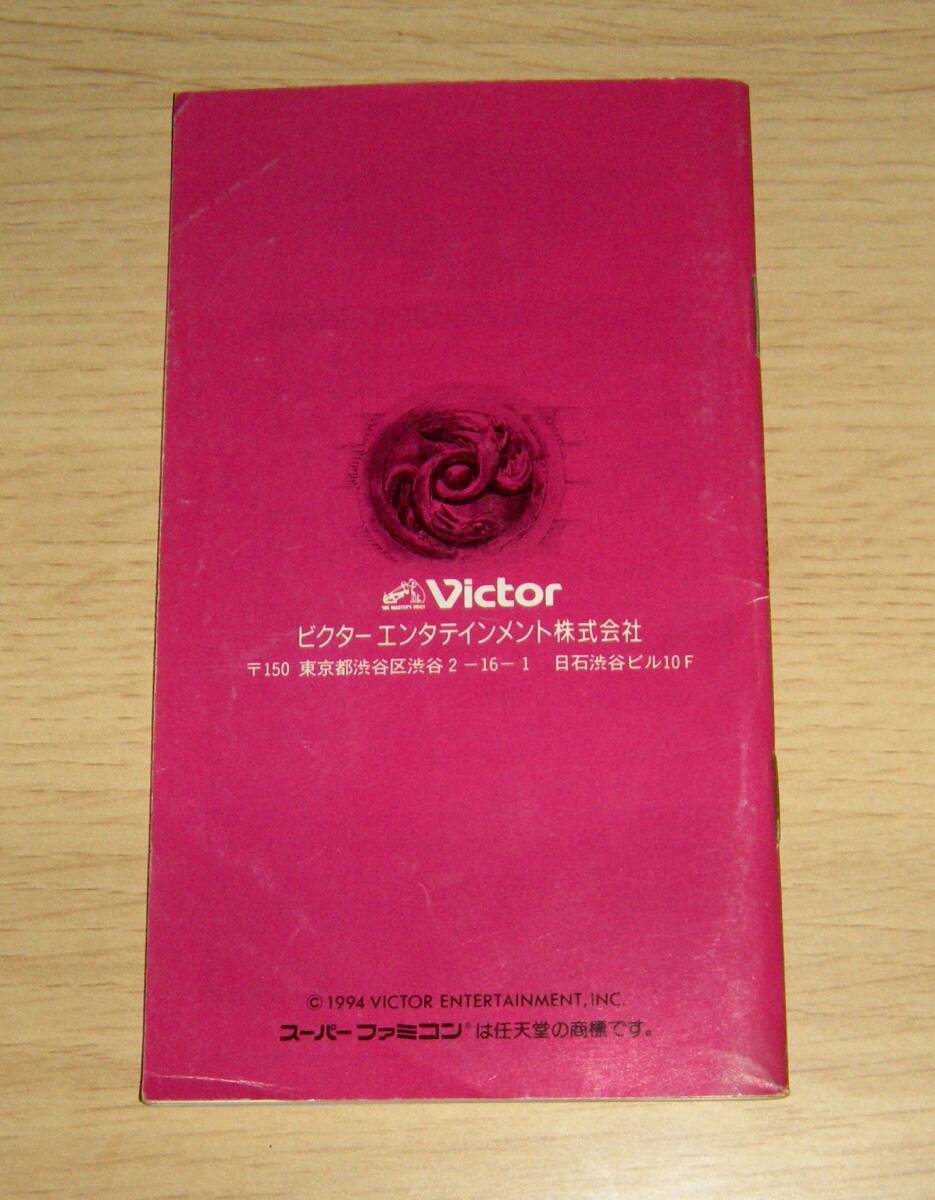 HIS MASTER'S VOICE
Victor
ビクター エンタテインメント株式会社
〒150 東京都渋谷区渋谷2-16-1 日石渋谷ビル10F
© 1994 VICTOR ENTERTAINMENT, INC.
スーパーファミコン®は任天堂の商標です。